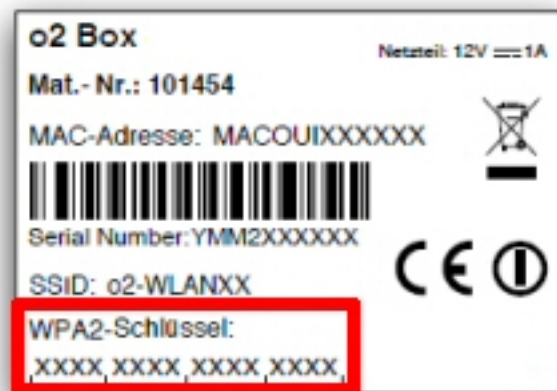 o2 Box
Netzteil: 12V 1A
Mat.- Nr.: 101454
MAC-Adresse: MACOUIXXXXXX
Serial Number:YMM2XXXXXX
CE
SSID: o2-WLANXX
WPA2-Schlüssel:
XXXX XXXX XXXX XXXX